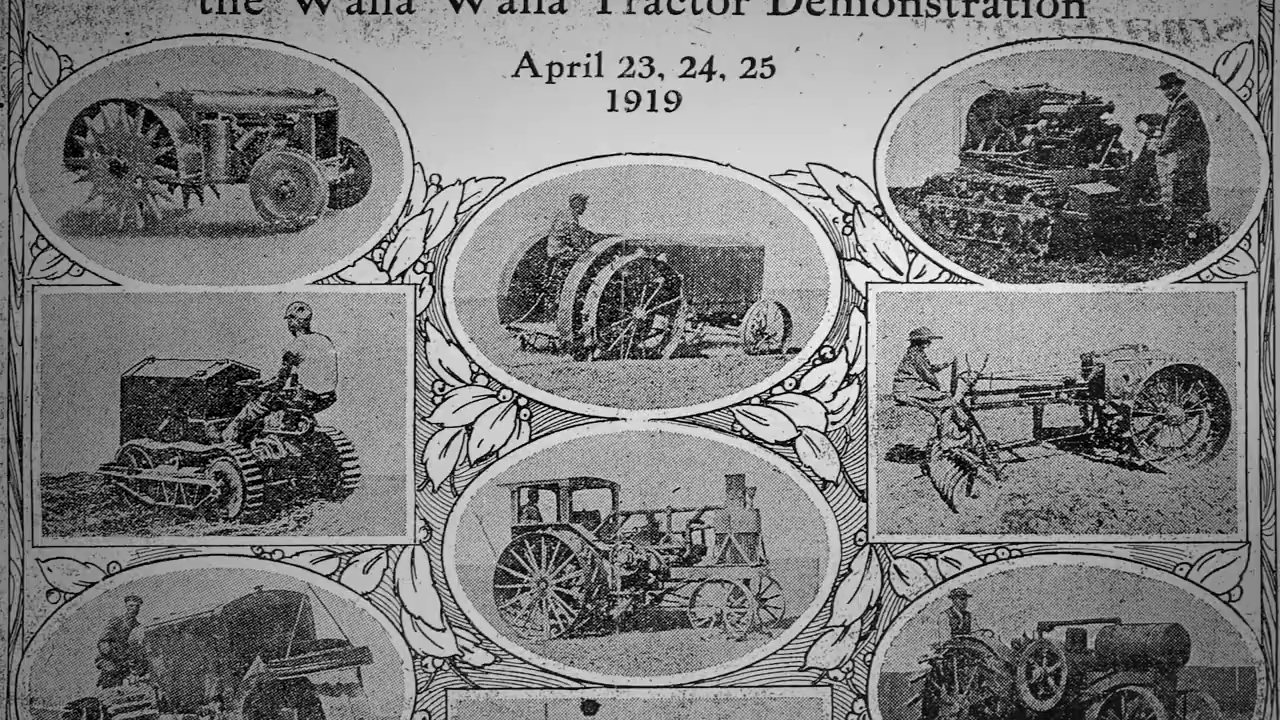 the Walla Walla Tractor Demonstration
April 23, 24, 25
1919